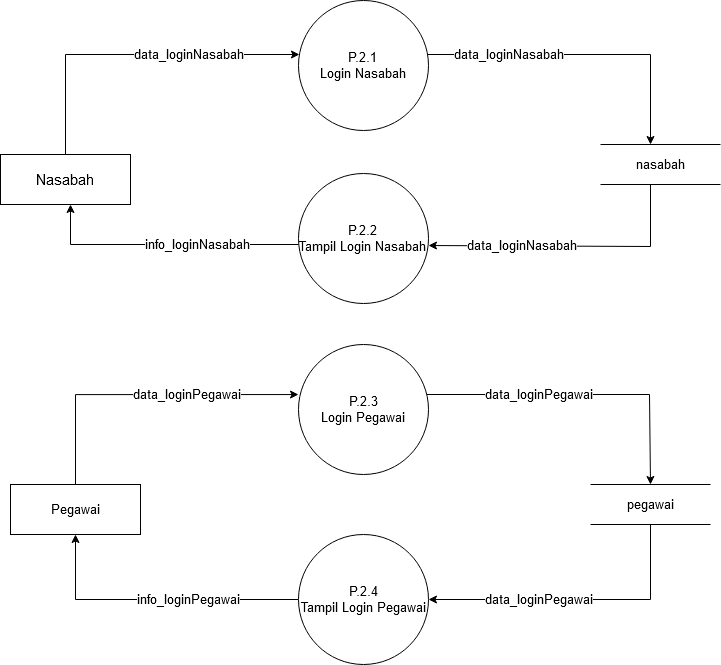 P.2.1
data_loginNasabah
data_loginNasabah
Login Nasabah
nasabah
Nasabah
P.2.2
info_loginNasabah
Tampil Login Nasabah
data_loginNasabah
data_loginPegawai
P.2.3
data_loginPegawai
Login Pegawai
Pegawai
pegawai
P.2.4
info_loginPegawai
Tampil Login Pegawai
data_loginPegawai